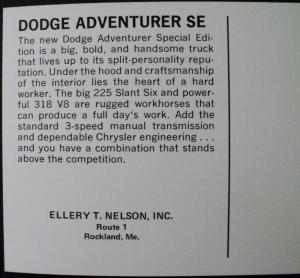 DODGE ADVENTURER SE
The new Dodge Adventurer Special Edi-
tion is a big, bold, and handsome truck
that lives up to its split-personality repu-
tation. Under the hood and craftsmanship
of the interior lies the heart of a hard
worker. The big 225 Slant Six and power-
ful 318 V8 are rugged workhorses that
can produce a full day's work. Add the
standard 3-speed manual transmission
and dependable Chrysler engineering . . .
and you have a combination that stands
above the competition.
ELLERY T. NELSON, INC.
Route 1
Rockland, Me.